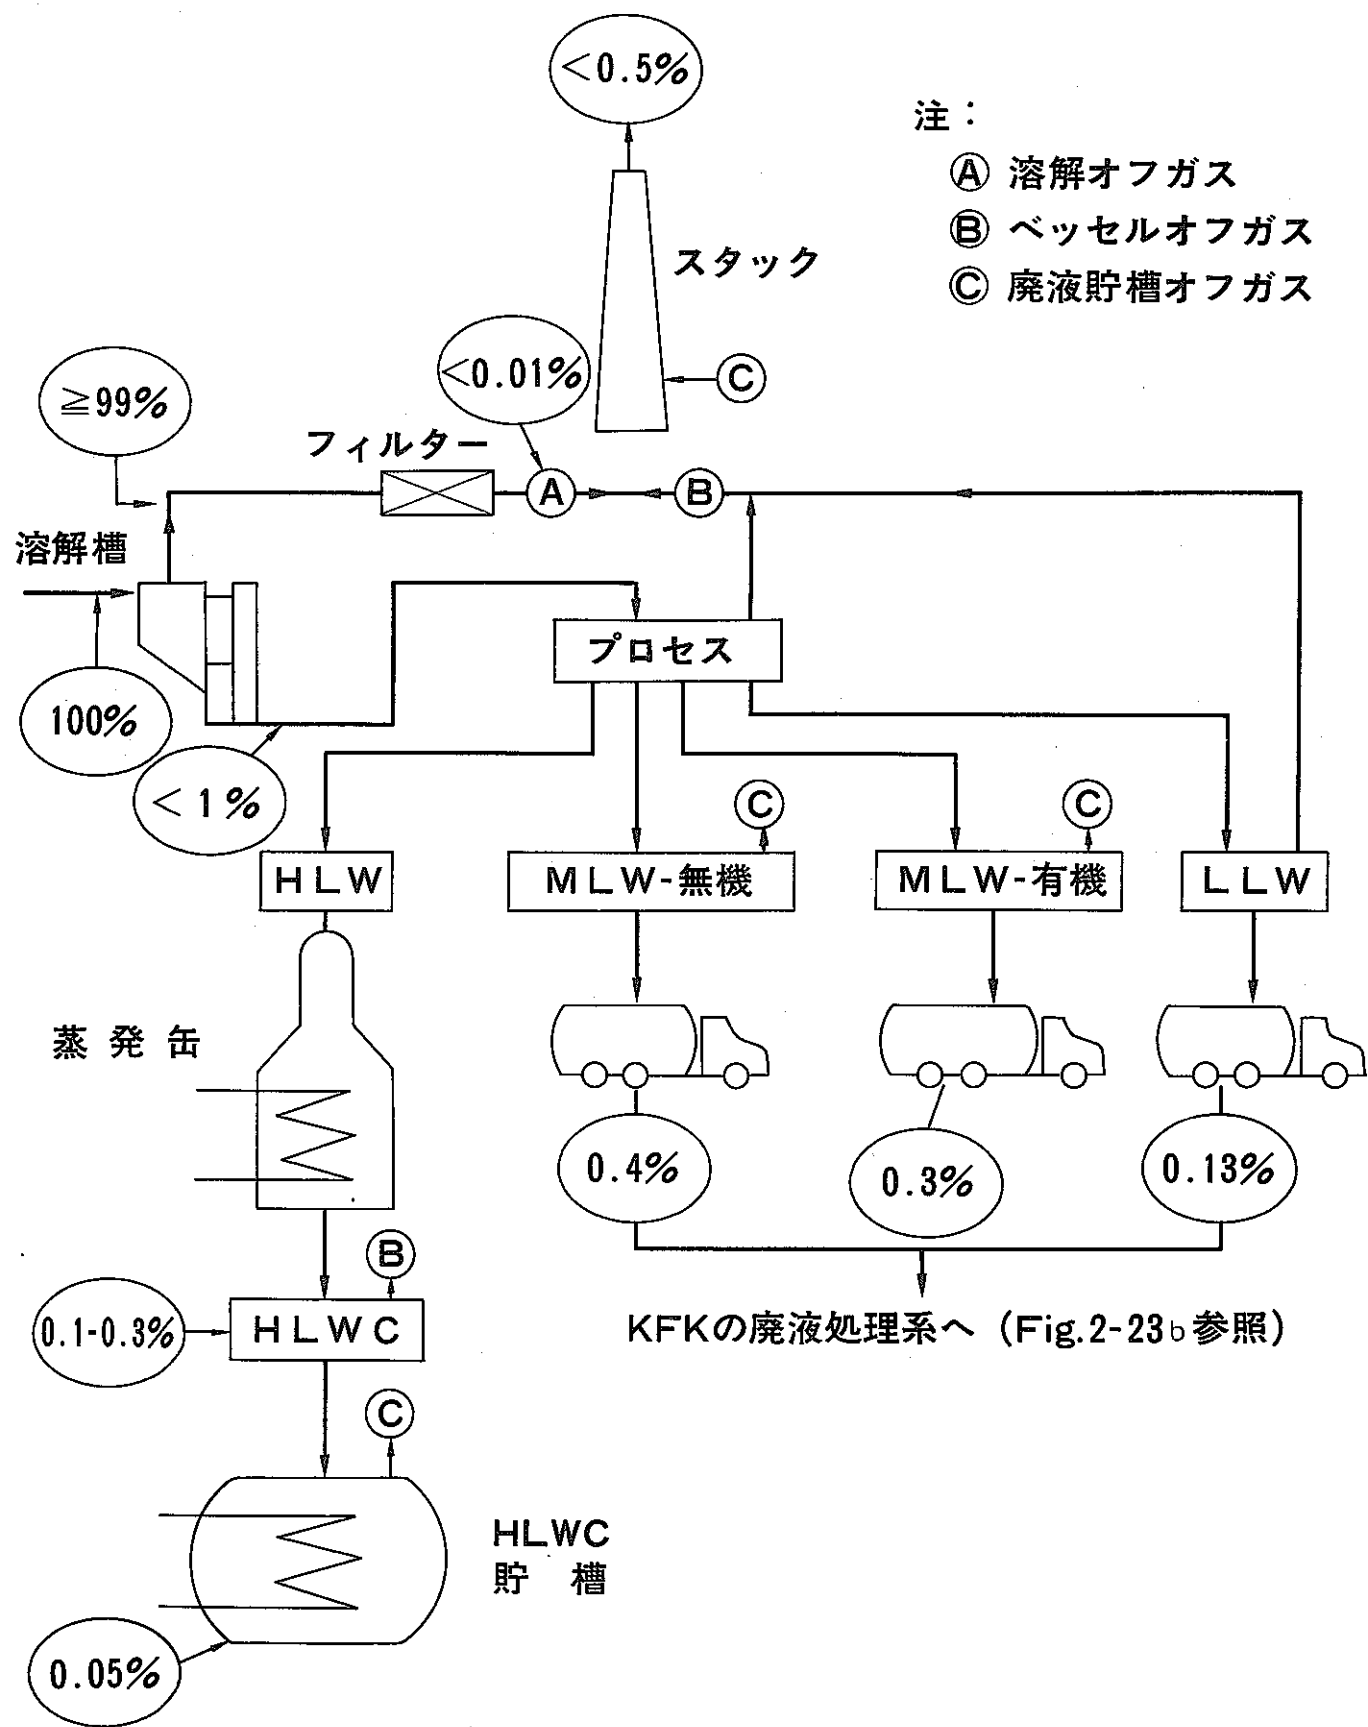 <0.5%
注：
Ⓐ 溶解オフガス
Ⓑ ベッセルオフガス
Ⓒ 廃液貯槽オフガス
スタック
<0.01%
Ⓒ
≧99%
フィルター
Ⓐ
Ⓑ
溶解槽
プロセス
100%
<1%
Ⓒ
Ⓒ
HLW
MLW-無機
MLW-有機
LLW
蒸発缶
0.4%
0.3%
0.13%
Ⓑ
0.1-0.3%
HLWC
KFKの廃液処理系へ (Fig.2-23b参照)
Ⓒ
HLWC
貯槽
0.05%